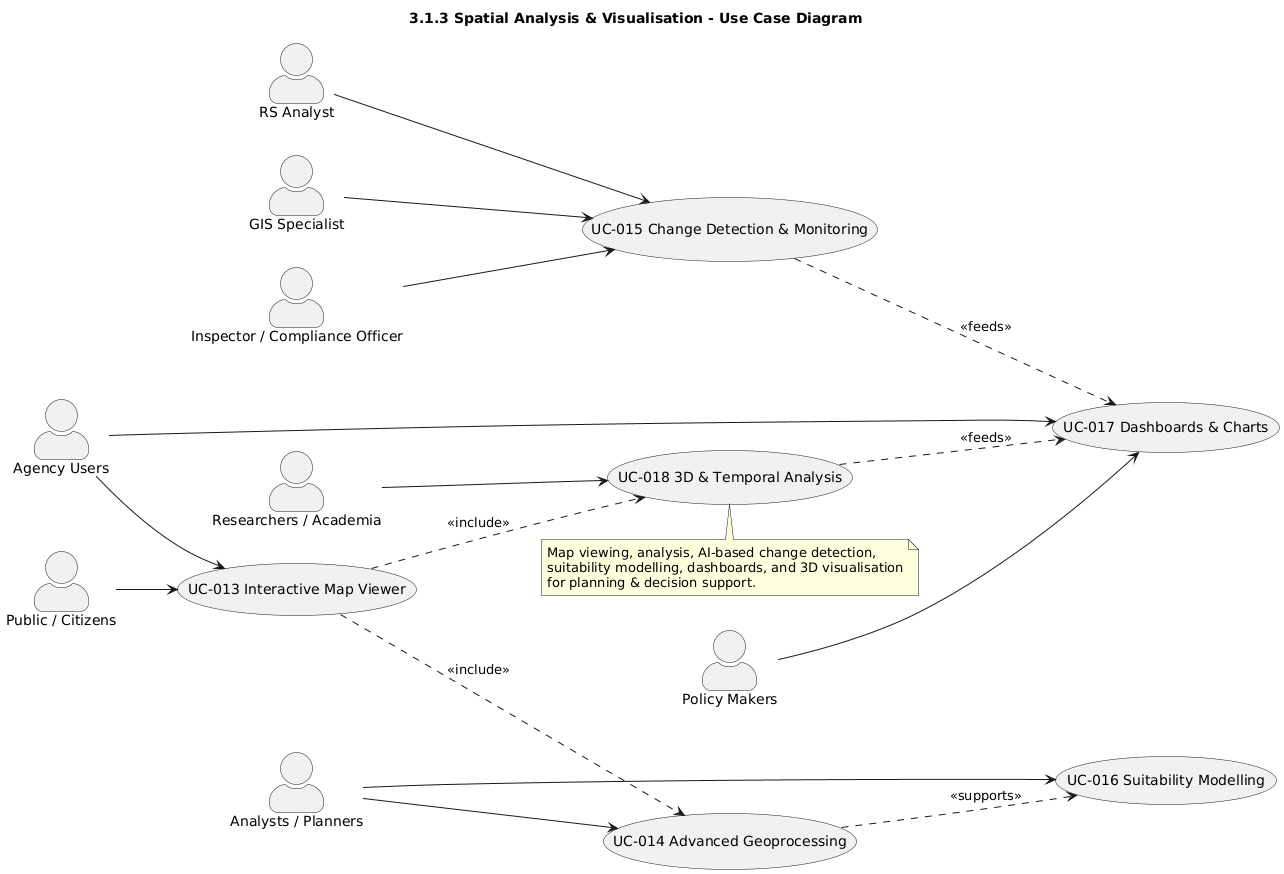 3.1.3 Spatial Analysis & Visualisation - Use Case Diagram
RS Analyst
GIS Specialist
UC-015 Change Detection & Monitoring
Inspector / Compliance Officer
«feeds»
Agency Users
UC-017 Dashboards & Charts
«feeds»
UC-018 3D & Temporal Analysis
Researchers / Academia
«include»
Map viewing, analysis, AI-based change detection,
suitability modelling, dashboards, and 3D visualisation
for planning & decision support.
UC-013 Interactive Map Viewer
Public / Citizens
«include»
Policy Makers
UC-016 Suitability Modelling
«supports»
Analysts / Planners
UC-014 Advanced Geoprocessing